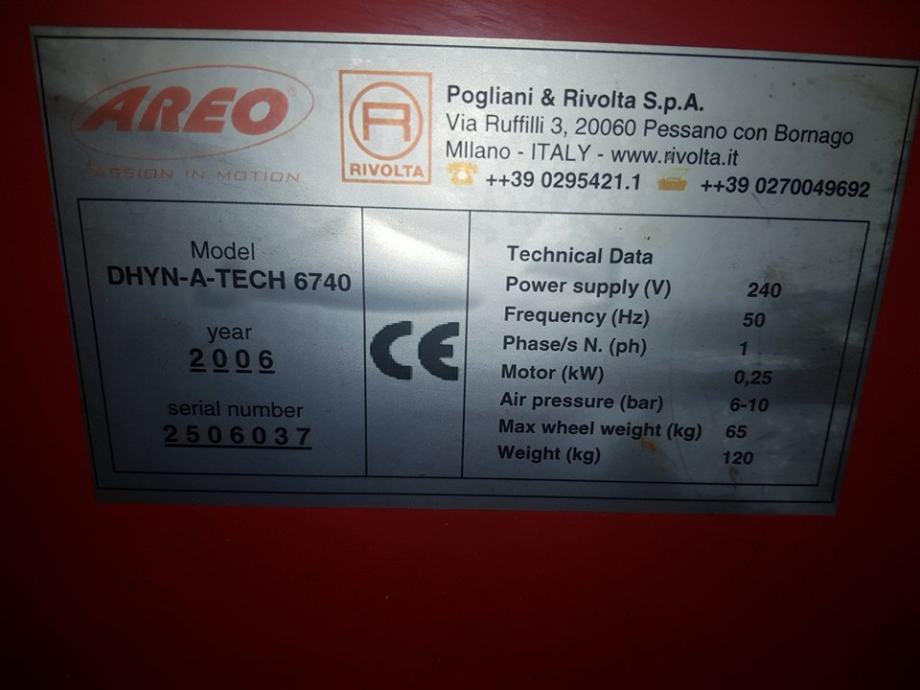 AREO
PASSION IN MOTION
R
RIVOLTA
Pogliani & Rivolta S.p.A.
Via Ruffilli 3, 20060 Pessano con Bornago
MIlano - ITALY - www.rivolta.it
++39 0295421.1 ++39 0270049692
Model
DHYN-A-TECH 6740
year
2006
serial number
2506037
CE
Technical Data
Power supply (V) 240
Frequency (Hz) 50
Phase/s N. (ph) 1
Motor (kW) 0,25
Air pressure (bar) 6-10
Max wheel weight (kg) 65
Weight (kg) 120